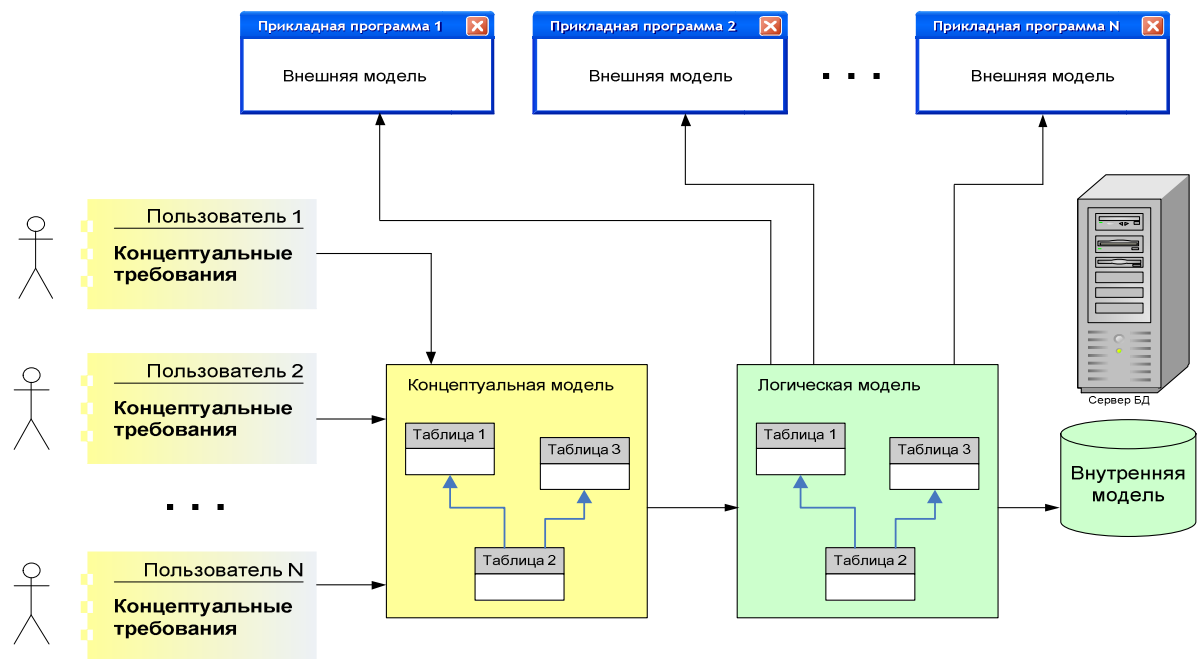 Прикладная программа 1
Внешняя модель
Прикладная программа 2
Внешняя модель
. . .
Прикладная программа N
Внешняя модель
Пользователь 1
Концептуальные
требования
Пользователь 2
Концептуальные
требования
. . .
Пользователь N
Концептуальные
требования
Концептуальная модель
Таблица 1
Таблица 3
Таблица 2
Логическая модель
Таблица 1
Таблица 3
Таблица 2
Сервер БД
Внутренняя
модель